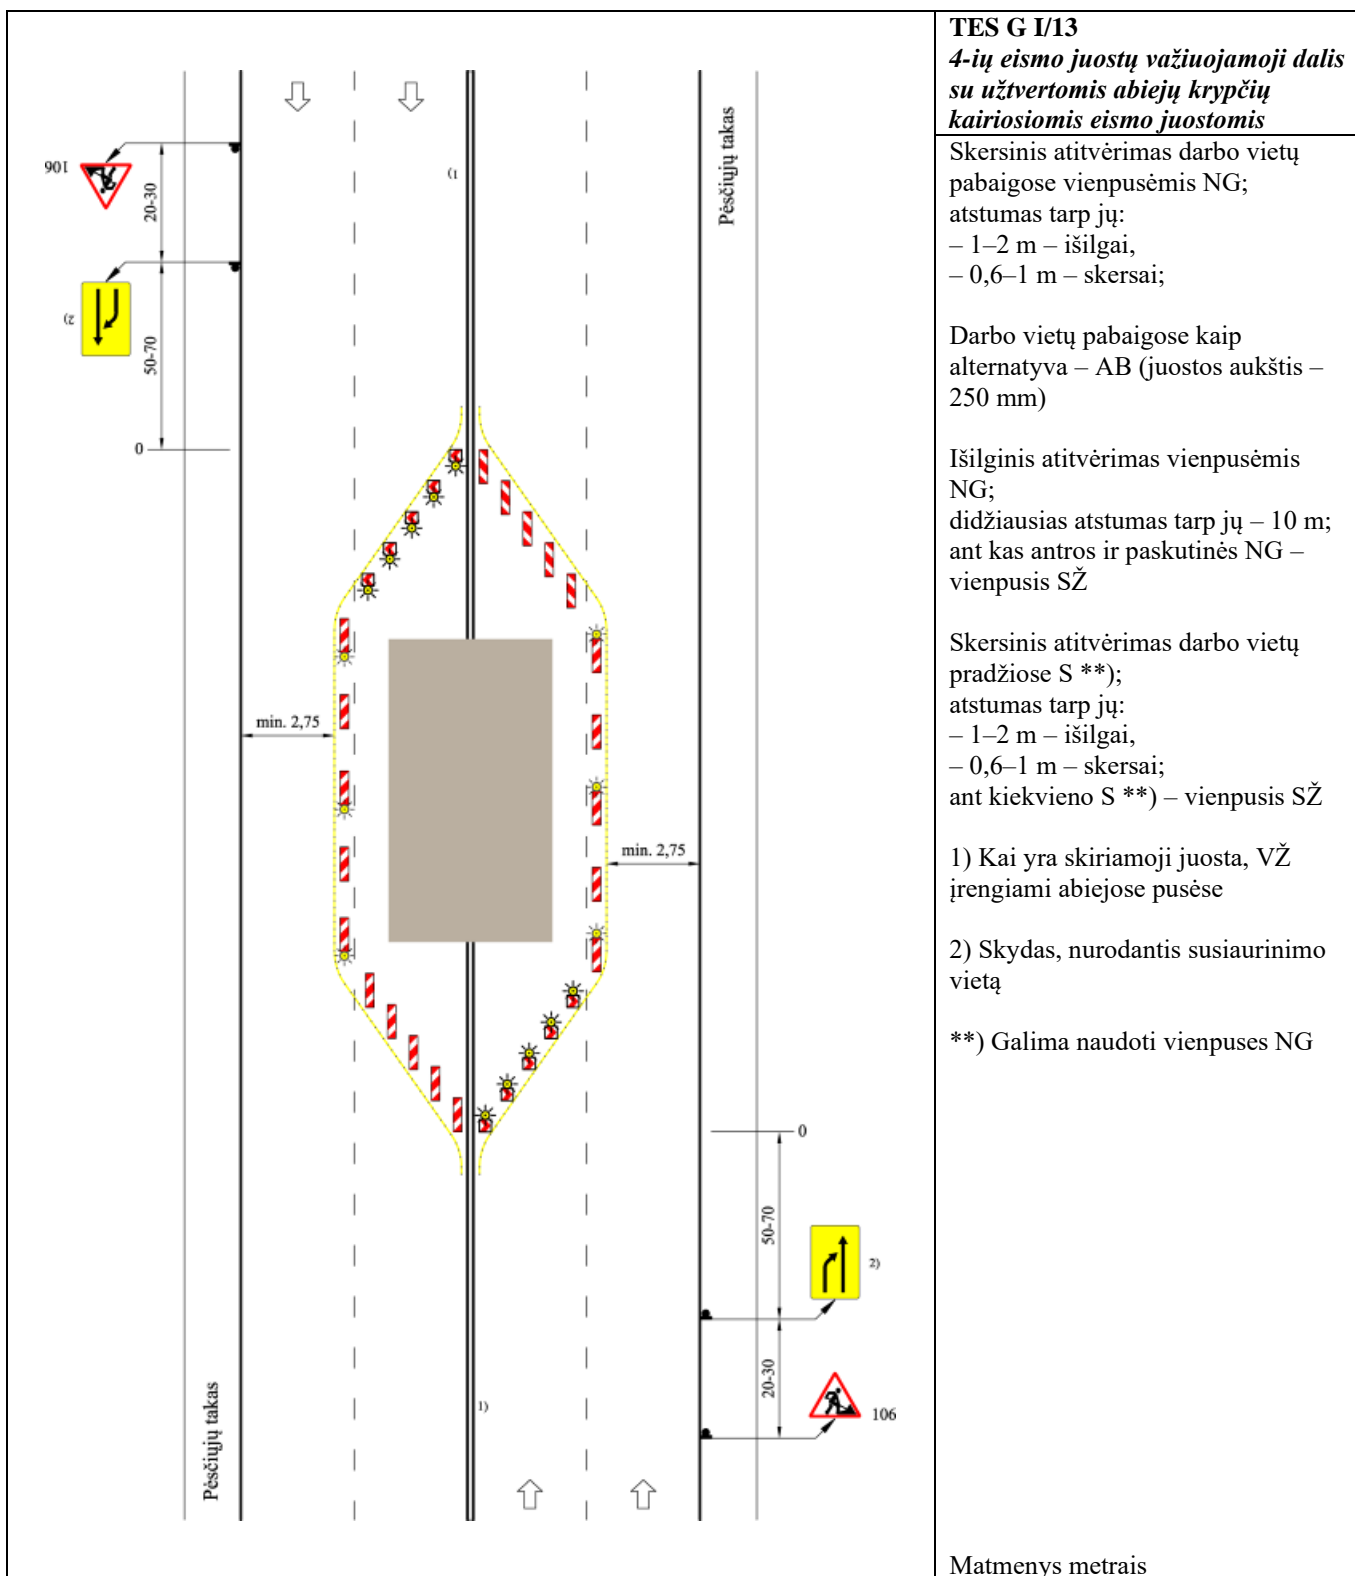 TES G I/13
4-ių eismo juostų važiuojamoji dalis
su užtvertomis abiejų krypčių
kairiosiomis eismo juostomis
Skersinis atitvėrimas darbo vietų
pabaigose vienpusėmis NG;
atstumas tarp jų:
– 1–2 m – išilgai,
– 0,6–1 m – skersai;
Darbo vietų pabaigose kaip
alternatyva – AB (juostos aukštis –
250 mm)
Išilginis atitvėrimas vienpusėmis
NG;
didžiausias atstumas tarp jų – 10 m;
ant kas antros ir paskutinės NG –
vienpusis SŽ
Skersinis atitvėrimas darbo vietų
pradžiose S **);
atstumas tarp jų:
– 1–2 m – išilgai,
– 0,6–1 m – skersai;
ant kiekvieno S **) – vienpusis SŽ
1) Kai yra skiriamoji juosta, VŽ
įrengiami abiejose pusėse
2) Skydas, nurodantis susiaurinimo
vietą
**) Galima naudoti vienpuses NG
Matmenys metrais
106
20-30
2)
50-70
0
1)
Pėsčiųjų takas
min. 2,75
min. 2,75
0
50-70
2)
20-30
106
1)
Pėsčiųjų takas